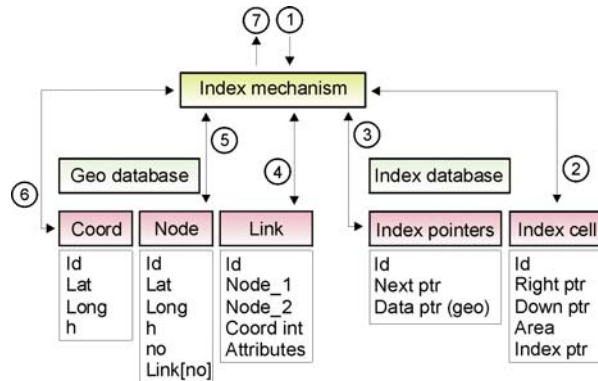 7 1
Index mechanism
3
5
4
2
6
Geo database
Index database
Coord
Node
Link
Index pointers
Index cell
Id
Lat
Long
h
Id
Lat
Long
h
no
Link[no]
Id
Node_1
Node_2
Coord int
Attributes
Id
Next ptr
Data ptr (geo)
Id
Right ptr
Down ptr
Area
Index ptr